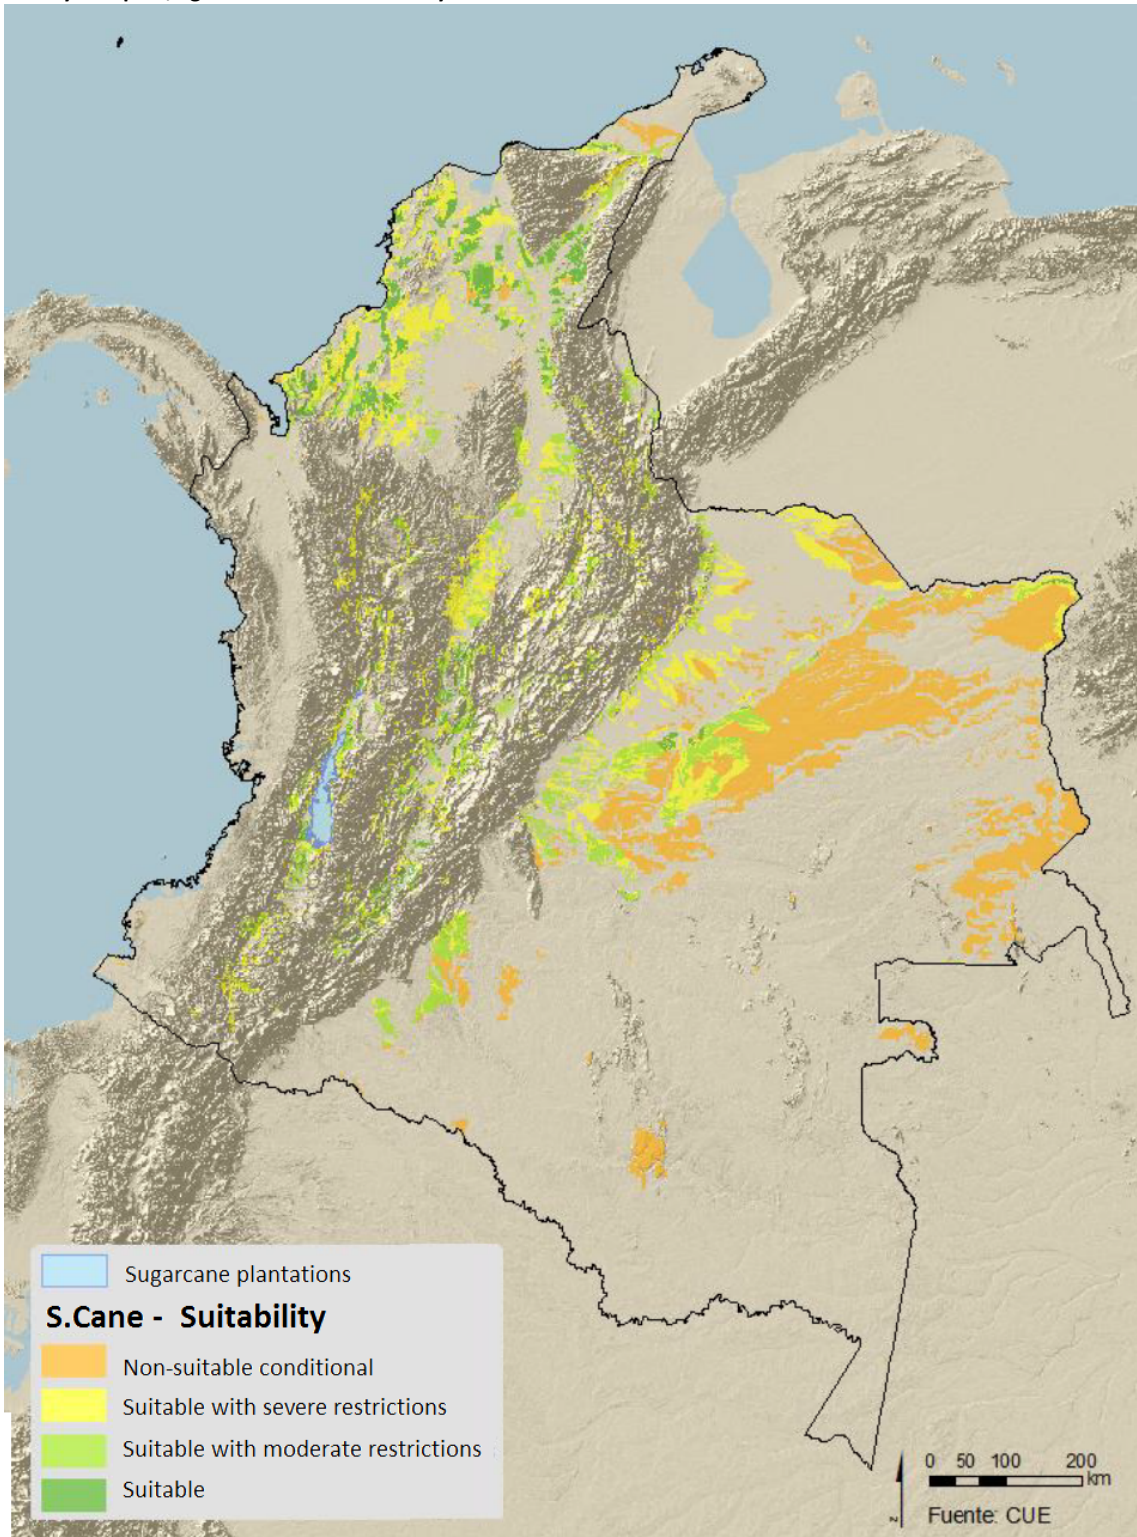 Sugarcane plantations
S.Cane - Suitability
Non-suitable conditional
Suitable with severe restrictions
Suitable with moderate restrictions
Suitable
0 50 100 200
km
N
Fuente: CUE